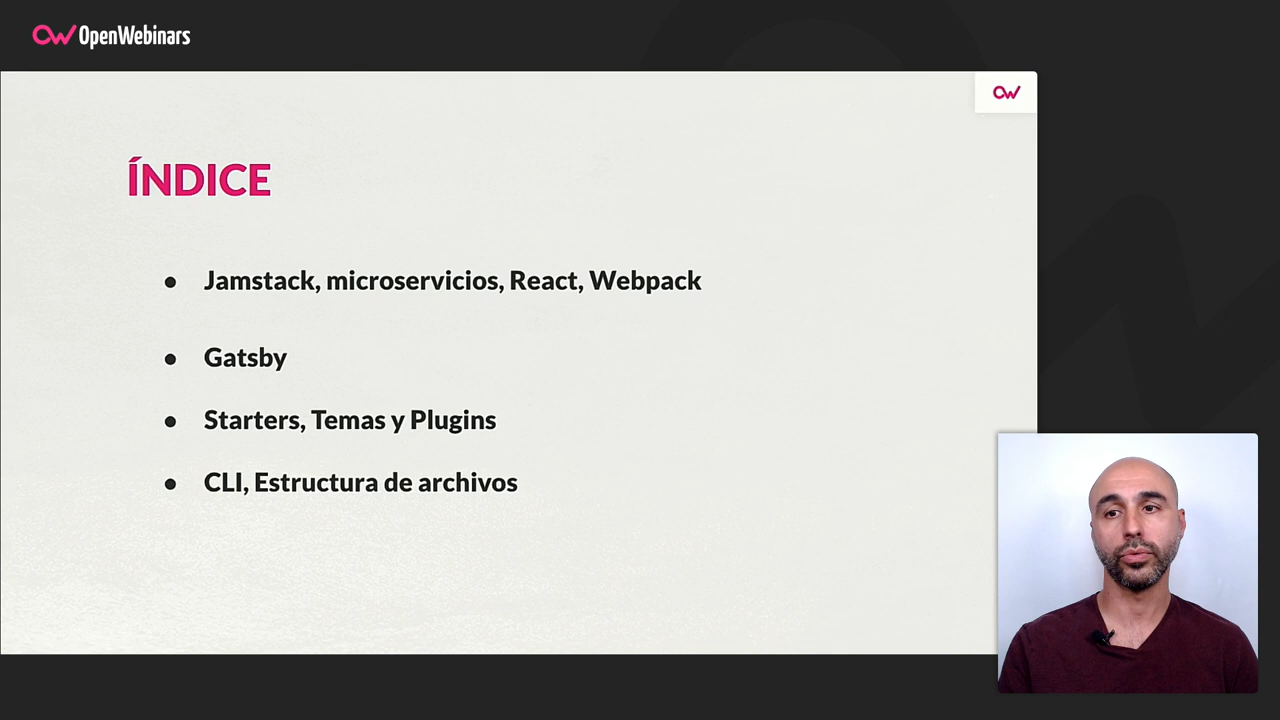 OpenWebinars
ÍNDICE
● Jamstack, microservicios, React, Webpack
● Gatsby
● Starters, Temas y Plugins
● CLI, Estructura de archivos